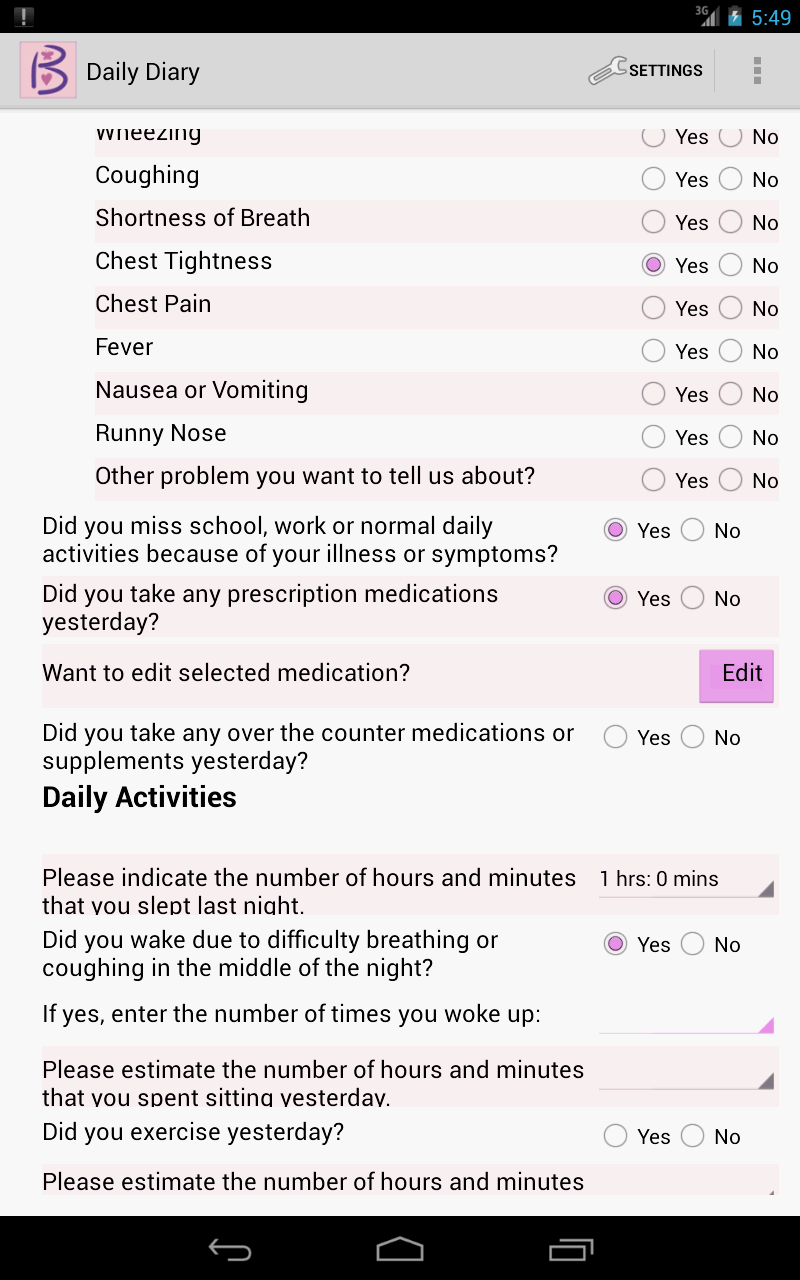 3G 5:49
Daily Diary SETTINGS
Wheezing Yes No
Coughing Yes No
Shortness of Breath Yes No
Chest Tightness Yes No
Chest Pain Yes No
Fever Yes No
Nausea or Vomiting Yes No
Runny Nose Yes No
Other problem you want to tell us about? Yes No
Did you miss school, work or normal daily Yes No
activities because of your illness or symptoms?
Did you take any prescription medications Yes No
yesterday?
Want to edit selected medication? Edit
Did you take any over the counter medications or Yes No
supplements yesterday?
Daily Activities
Please indicate the number of hours and minutes 1 hrs: 0 mins
that you slept last night.
Did you wake due to difficulty breathing or Yes No
coughing in the middle of the night?
If yes, enter the number of times you woke up:
Please estimate the number of hours and minutes
that you spent sitting yesterday.
Did you exercise yesterday? Yes No
Please estimate the number of hours and minutes